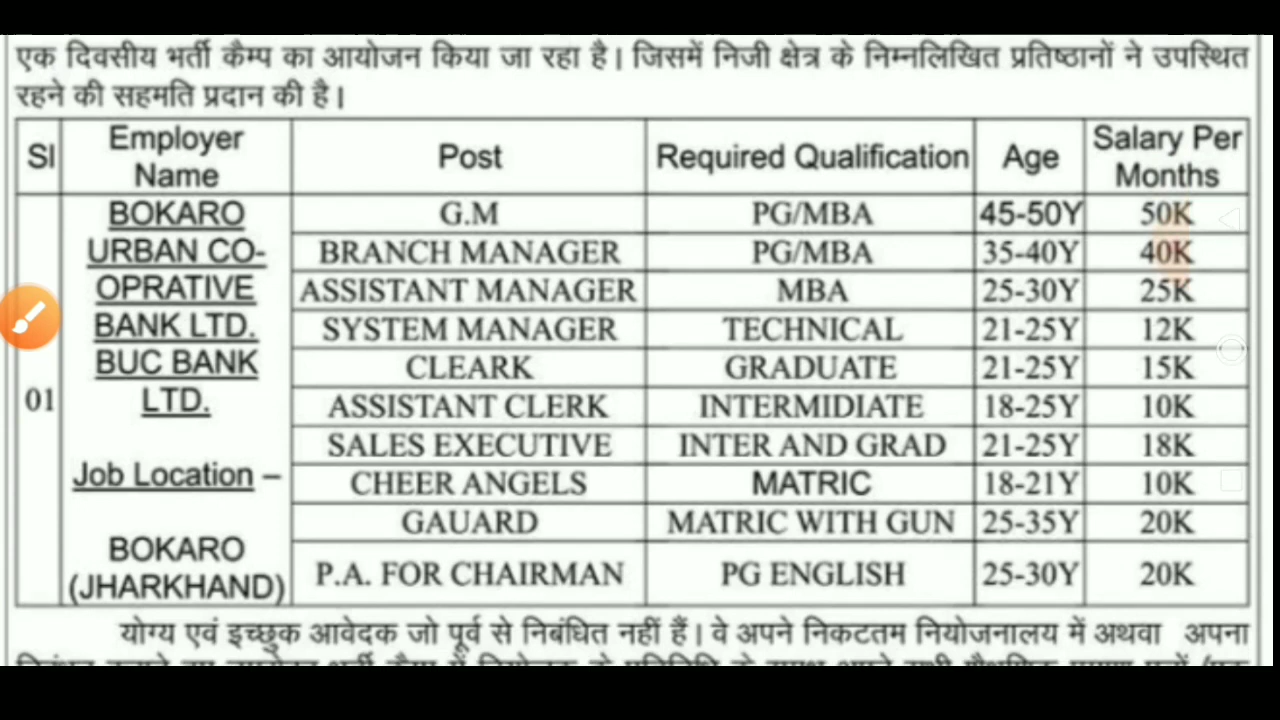 एक दिवसीय भर्ती कैम्प का आयोजन किया जा रहा है। जिसमें निजी क्षेत्र के निम्नलिखित प्रतिष्ठानों ने उपस्थित
रहने की सहमति प्रदान की है।
Sl Employer Name Post Required Qualification Age Salary Per Months
01 BOKARO URBAN CO-OPRATIVE BANK LTD. BUC BANK LTD.
Job Location –
BOKARO (JHARKHAND)
G.M PG/MBA 45-50Y 50K
BRANCH MANAGER PG/MBA 35-40Y 40K
ASSISTANT MANAGER MBA 25-30Y 25K
SYSTEM MANAGER TECHNICAL 21-25Y 12K
CLEARK GRADUATE 21-25Y 15K
ASSISTANT CLERK INTERMIDIATE 18-25Y 10K
SALES EXECUTIVE INTER AND GRAD 21-25Y 18K
CHEER ANGELS MATRIC 18-21Y 10K
GAUARD MATRIC WITH GUN 25-35Y 20K
P.A. FOR CHAIRMAN PG ENGLISH 25-30Y 20K
योग्य एवं इच्छुक आवेदक जो पूर्व से निबंधित नहीं हैं। वे अपने निकटतम नियोजनालय में अथवा अपना